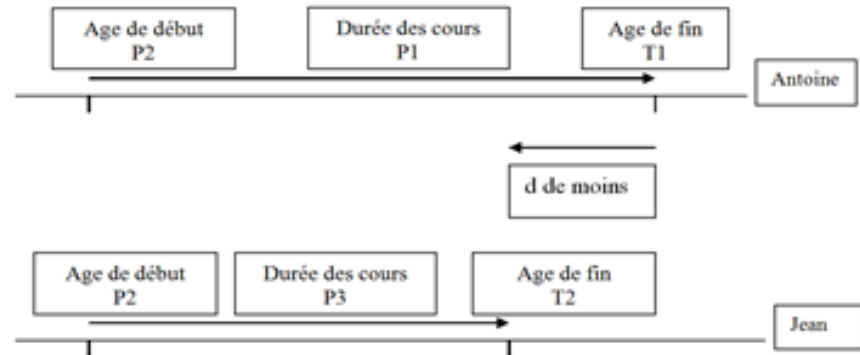 Age de début
P2
Durée des cours
P1
Age de fin
T1
Antoine
d de moins
Age de début
P2
Durée des cours
P3
Age de fin
T2
Jean